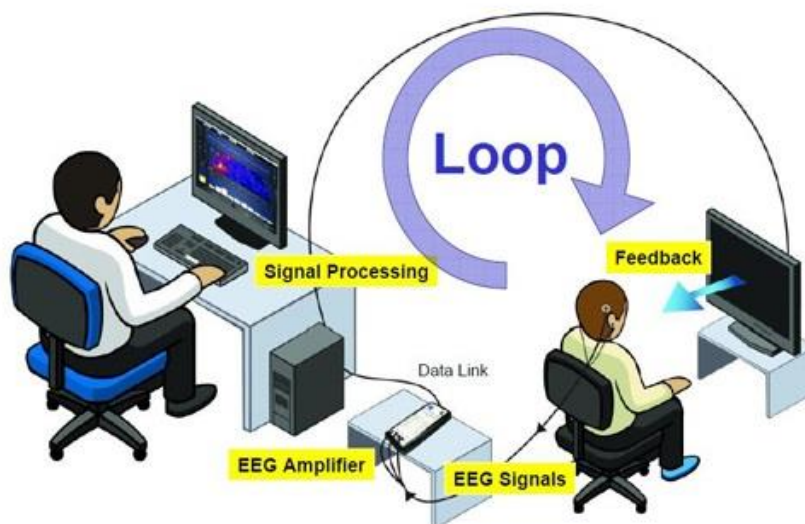 Loop
Feedback
Signal Processing
Data Link
EEG Amplifier
EEG Signals